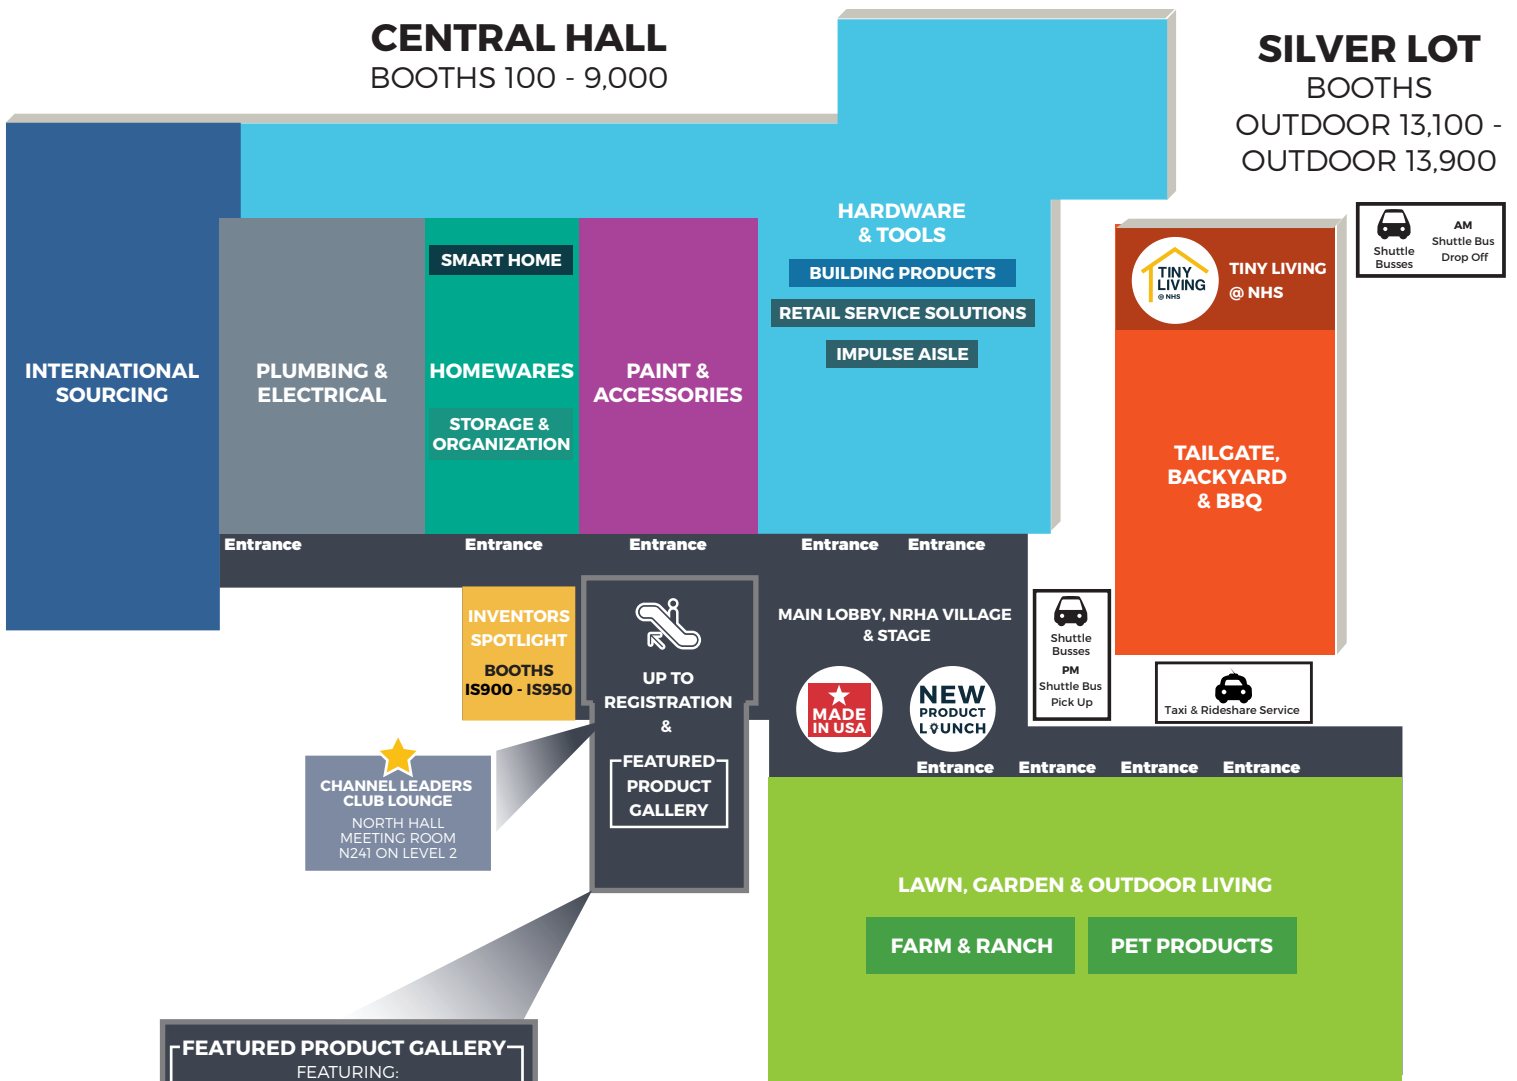 CENTRAL HALL
BOOTHS 100 - 9,000
SILVER LOT
BOOTHS
OUTDOOR 13,100 -
OUTDOOR 13,900
Shuttle
Busses
AM
Shuttle Bus
Drop Off
HARDWARE
& TOOLS
BUILDING PRODUCTS
RETAIL SERVICE SOLUTIONS
IMPULSE AISLE
SMART HOME
HOMEWARES
STORAGE &
ORGANIZATION
INTERNATIONAL
SOURCING
PLUMBING &
ELECTRICAL
PAINT &
ACCESSORIES
TINY
LIVING
@ NHS
TINY LIVING
@ NHS
TAILGATE,
BACKYARD
& BBQ
Entrance
Entrance
Entrance
Entrance
Entrance
INVENTORS
SPOTLIGHT
BOOTHS
IS900 - IS950
UP TO
REGISTRATION
&
FEATURED
PRODUCT
GALLERY
MAIN LOBBY, NRHA VILLAGE
& STAGE
MADE
IN USA
NEW
PRODUCT
LAUNCH
Shuttle
Busses
PM
Shuttle Bus
Pick Up
Taxi & Rideshare Service
Entrance
Entrance
Entrance
Entrance
CHANNEL LEADERS
CLUB LOUNGE
NORTH HALL
MEETING ROOM
N241 ON LEVEL 2
LAWN, GARDEN & OUTDOOR LIVING
FARM & RANCH
PET PRODUCTS
FEATURED PRODUCT GALLERY
FEATURING: